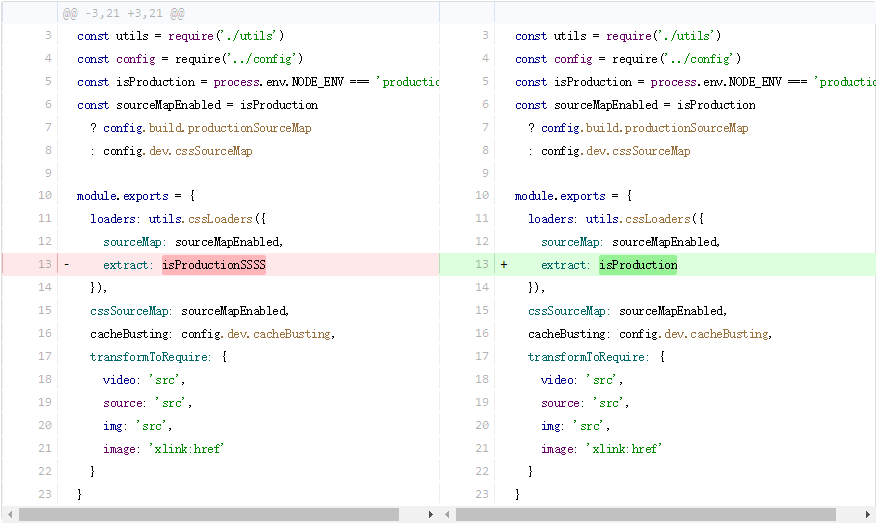 @@ -3,21 +3,21 @@
3 const utils = require('./utils')
4 const config = require('../config')
5 const isProduction = process.env.NODE_ENV === 'productio
6 const sourceMapEnabled = isProduction
7 ? config.build.productionSourceMap
8 : config.dev.cssSourceMap
9
10 module.exports = {
11 loaders: utils.cssLoaders({
12 sourceMap: sourceMapEnabled,
13 - extract: isProductionSSSS
14 }),
15 cssSourceMap: sourceMapEnabled,
16 cacheBusting: config.dev.cacheBusting,
17 transformToRequire: {
18 video: 'src',
19 source: 'src',
20 img: 'src',
21 image: 'xlink:href'
22 }
23 }
3 const utils = require('./utils')
4 const config = require('../config')
5 const isProduction = process.env.NODE_ENV === 'productio
6 const sourceMapEnabled = isProduction
7 ? config.build.productionSourceMap
8 : config.dev.cssSourceMap
9
10 module.exports = {
11 loaders: utils.cssLoaders({
12 sourceMap: sourceMapEnabled,
13 + extract: isProduction
14 }),
15 cssSourceMap: sourceMapEnabled,
16 cacheBusting: config.dev.cacheBusting,
17 transformToRequire: {
18 video: 'src',
19 source: 'src',
20 img: 'src',
21 image: 'xlink:href'
22 }
23 }